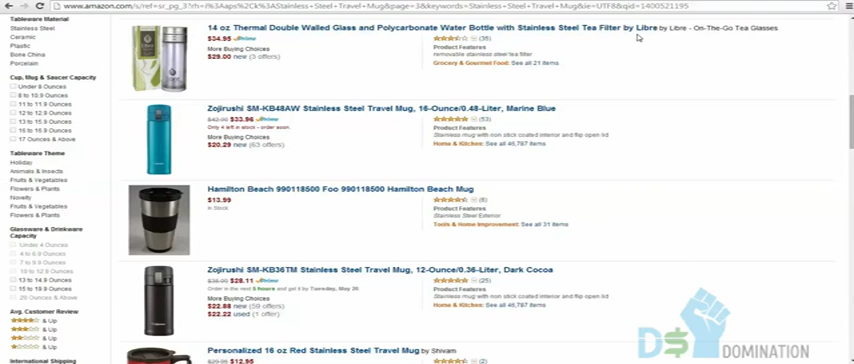 www.amazon.com/s/ref=sr_pg_3?rh=i%3Aaps%2Ck%3AStainless+Steel+Travel+Mug&page=3&keywords=Stainless+Steel+Travel+Mug&ie=UTF8&qid=1400521195
Tableware Material
Stainless Steel
Ceramic
Plastic
Bone China
Porcelain
Cup, Mug & Saucer Capacity
Under 8 Ounces
8 to 10.9 Ounces
11 to 11.9 Ounces
12 to 12.9 Ounces
13 to 15.9 Ounces
16 to 16.9 Ounces
17 Ounces & Above
Tableware Theme
Holiday
Animals & Insects
Fruits & Vegetables
Flowers & Plants
Novelty
Fruits & Vegetables
Flowers & Plants
Glassware & Drinkware
Capacity
Under 4 Ounces
4 to 6.9 Ounces
7 to 9.9 Ounces
10 to 12.9 Ounces
13 to 14.9 Ounces
15 to 19.9 Ounces
20 Ounces & Above
Avg. Customer Review
& Up
& Up
& Up
& Up
International Shipping
14 oz Thermal Double Walled Glass and Polycarbonate Water Bottle with Stainless Steel Tea Filter by Libre by Libre - On-The-Go Tea Glasses
$34.95 Prime
More Buying Choices
$29.00 new (3 offers)
(36)
Product Features
removable stainless steel tea filter
Grocery & Gourmet Food: See all 21 items
Zojirushi SM-KB48AW Stainless Steel Travel Mug, 16-Ounce/0.48-Liter, Marine Blue
$42.00 $33.96 Prime
Only 4 left in stock - order soon.
More Buying Choices
$20.29 new (63 offers)
(53)
Product Features
Stainless mug with non stick coated interior and flip open lid
Home & Kitchen: See all 46,787 items
Hamilton Beach 990118500 Foo 990118500 Hamilton Beach Mug
$13.99
In Stock
(6)
Product Features
Stainless Steel Exterior
Tools & Home Improvement: See all 31 items
Zojirushi SM-KB36TM Stainless Steel Travel Mug, 12-Ounce/0.36-Liter, Dark Cocoa
$28.11 Prime
Order in the next 5 hours and get it by Tuesday, May 20
More Buying Choices
$22.88 new (59 offers)
$22.22 used (1 offer)
(25)
Product Features
Stainless mug with non stick coated interior and flip open lid
Home & Kitchen: See all 46,787 items
Personalized 16 oz Red Stainless Steel Travel Mug by Shivam
$12.95
(2)
D$ DOMINATION